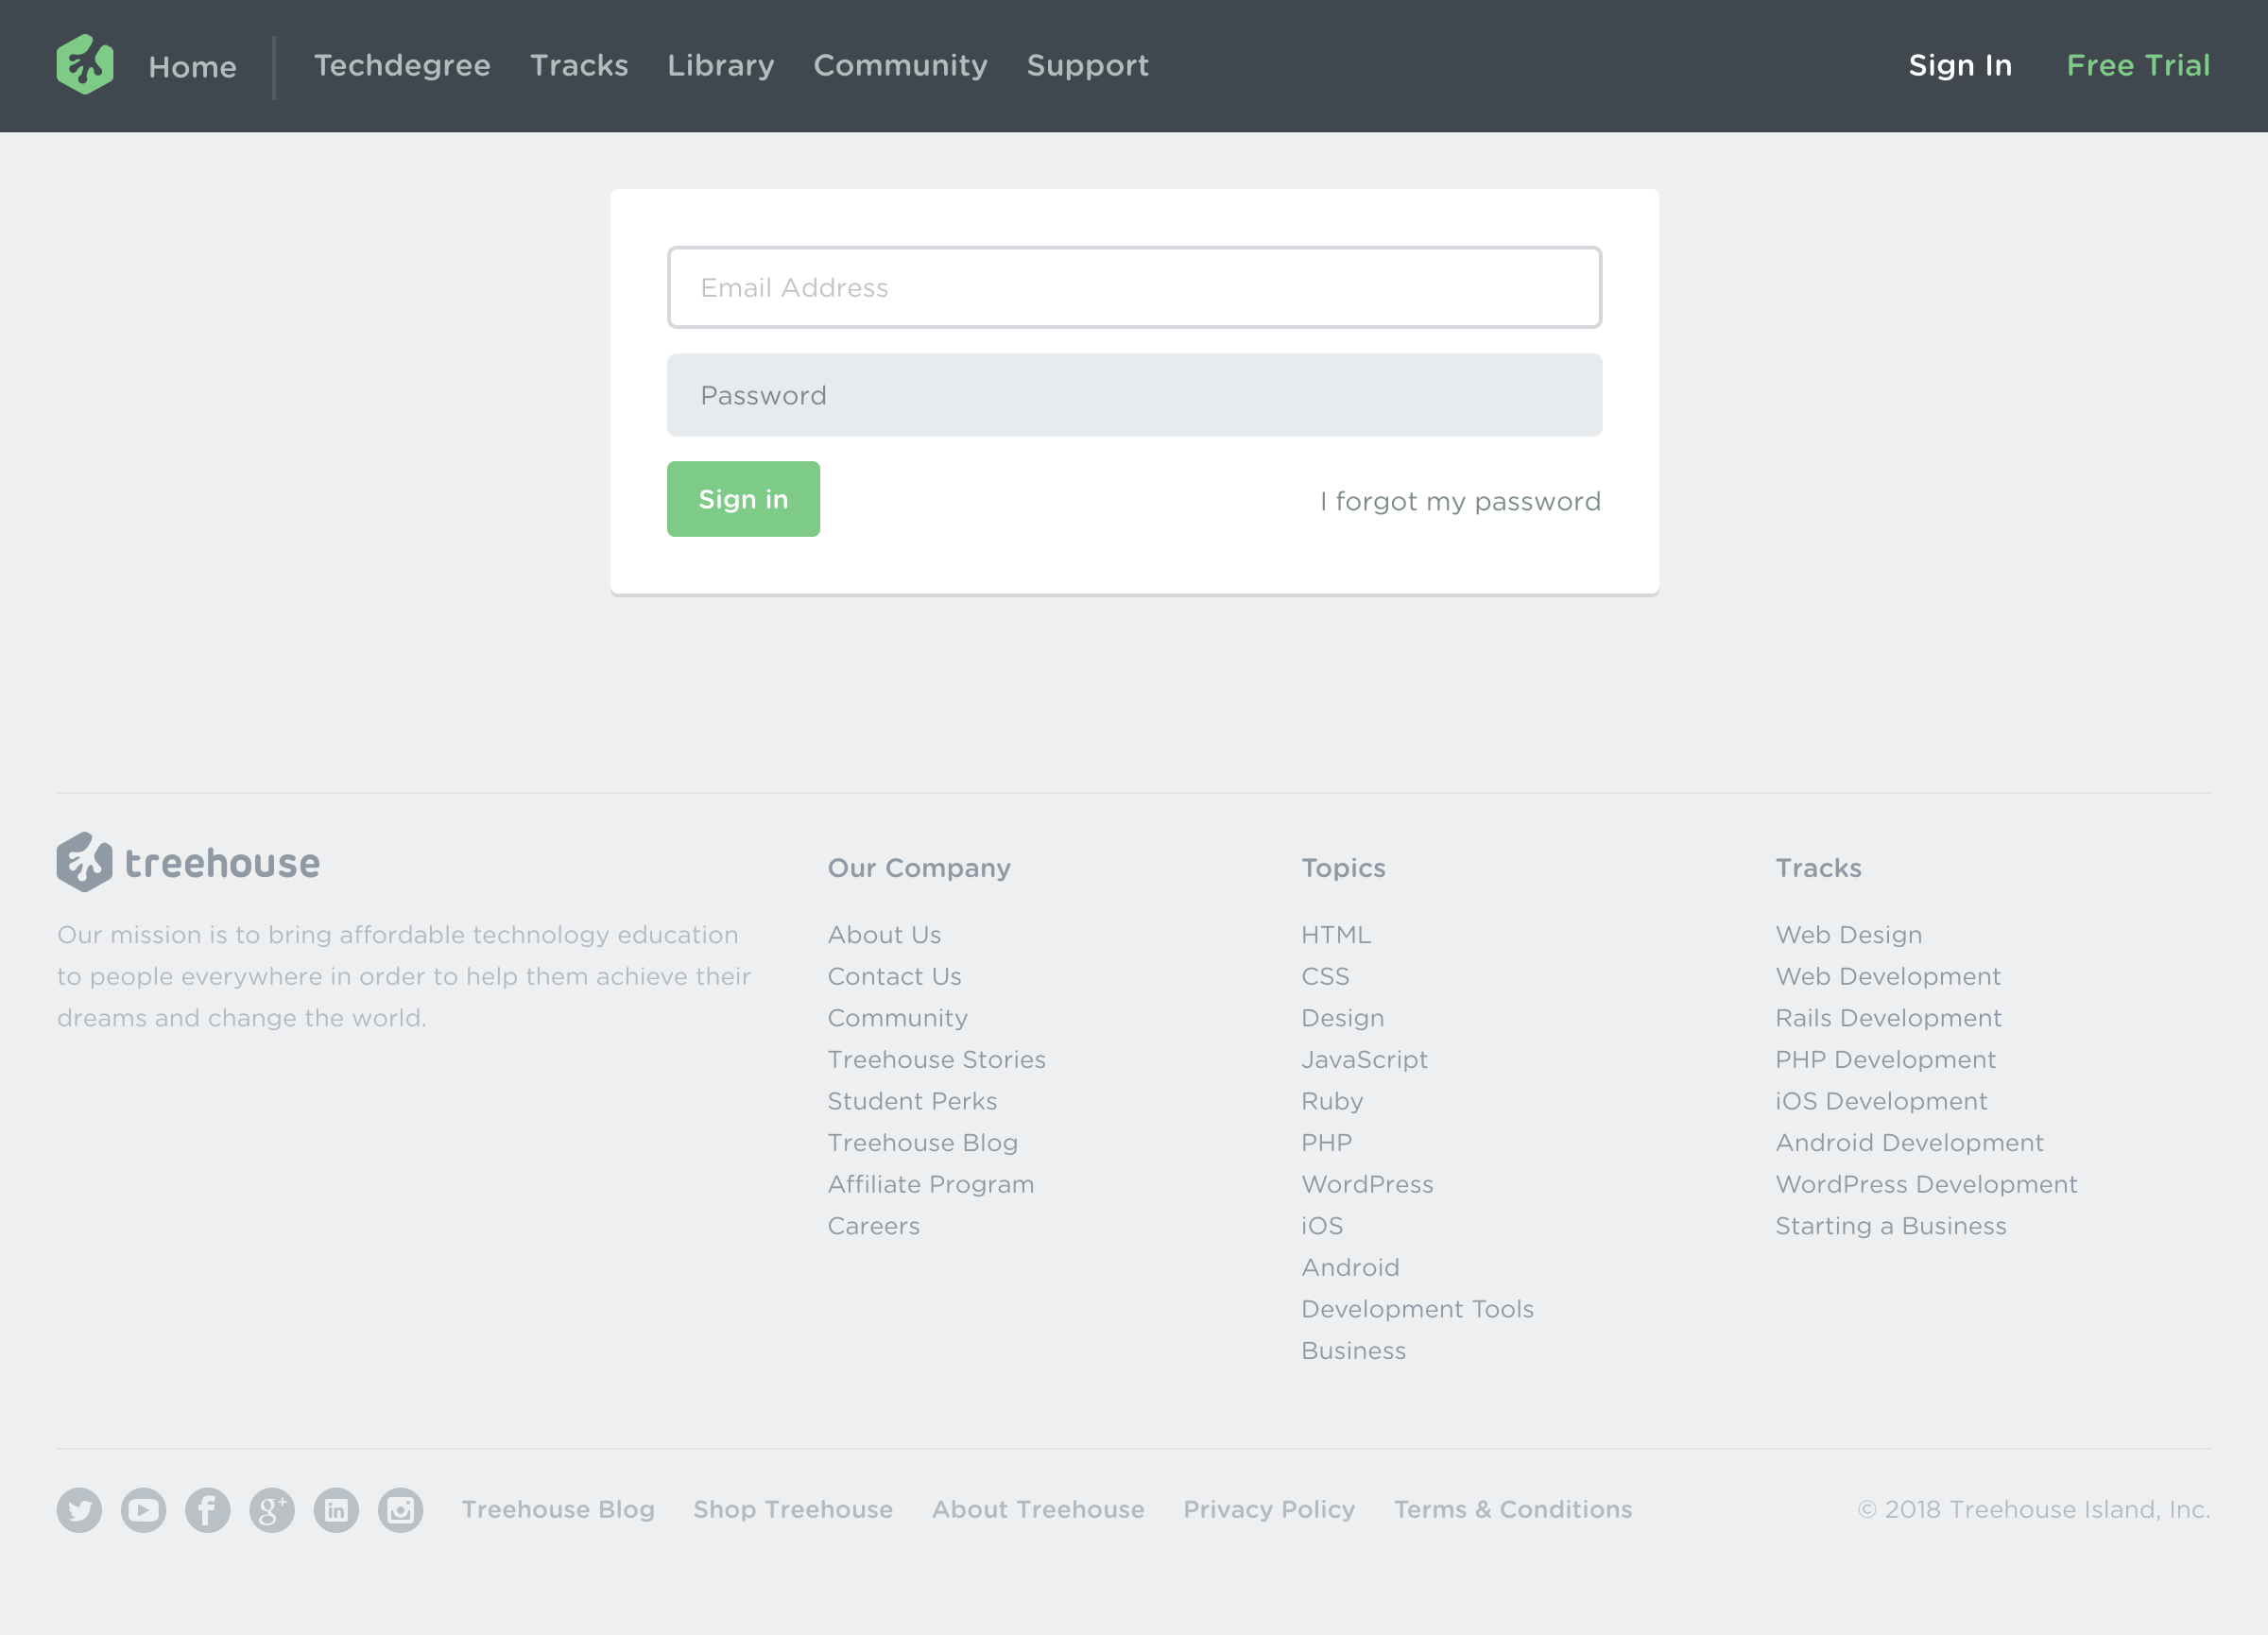 Home
Techdegree
Tracks
Library
Community
Support
Sign In
Free Trial
Email Address
Password
Sign in
I forgot my password
treehouse
Our mission is to bring affordable technology education
to people everywhere in order to help them achieve their
dreams and change the world.
Our Company
About Us
Contact Us
Community
Treehouse Stories
Student Perks
Treehouse Blog
Affiliate Program
Careers
Topics
HTML
CSS
Design
JavaScript
Ruby
PHP
WordPress
iOS
Android
Development Tools
Business
Tracks
Web Design
Web Development
Rails Development
PHP Development
iOS Development
Android Development
WordPress Development
Starting a Business
Treehouse Blog
Shop Treehouse
About Treehouse
Privacy Policy
Terms & Conditions
© 2018 Treehouse Island, Inc.